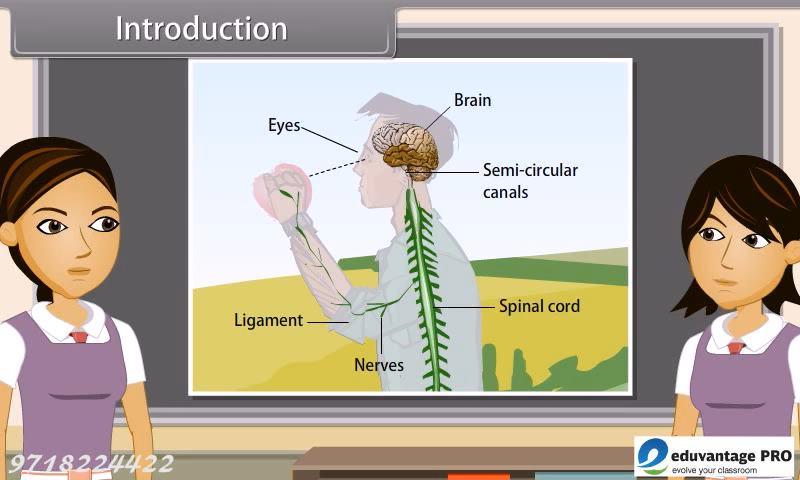 Introduction
Brain
Eyes
Semi-circular
canals
Spinal cord
Ligament
Nerves
9718224422
eduvantage PRO
evolve your classroom